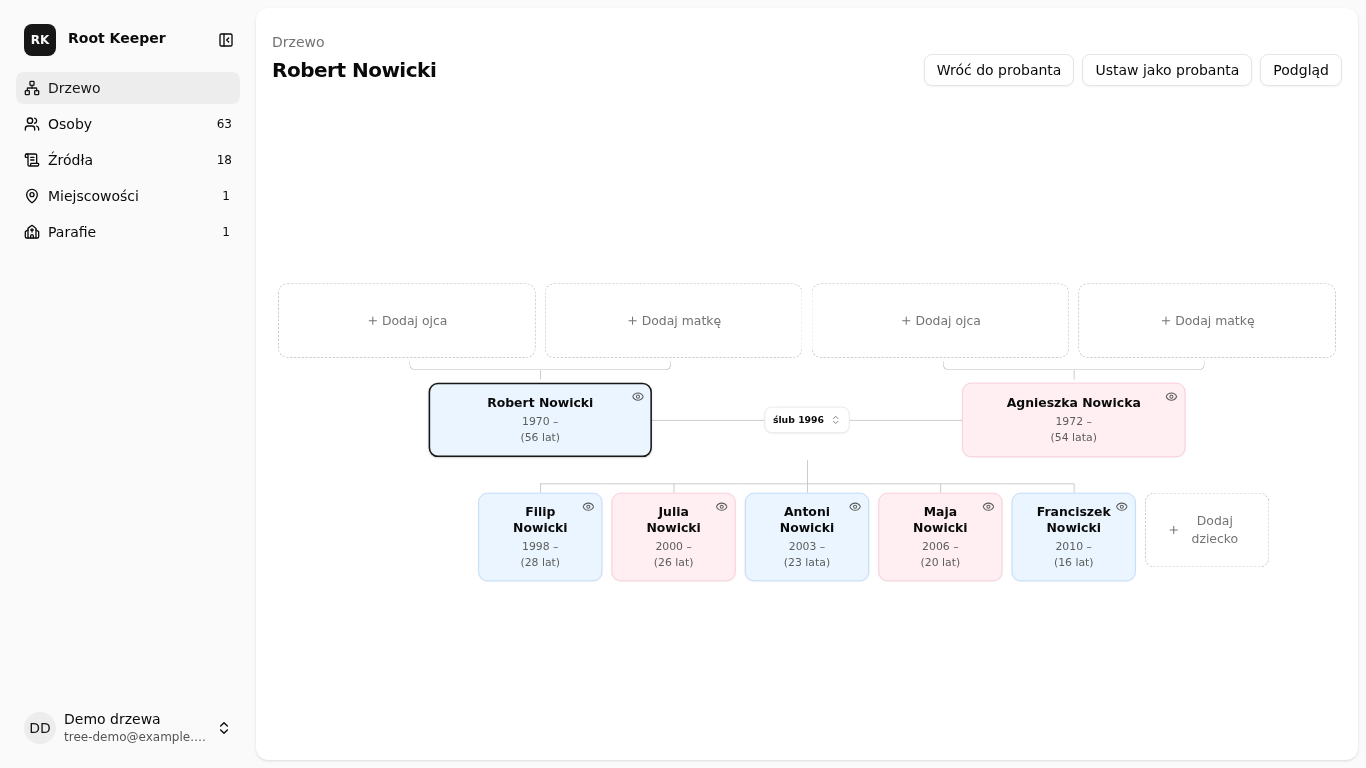 RK
Root Keeper
Drzewo
Osoby 63
Źródła 18
Miejscowości 1
Parafie 1
Drzewo
Robert Nowicki
Wróć do probanta
Ustaw jako probanta
Podgląd
+ Dodaj ojca
+ Dodaj matkę
+ Dodaj ojca
+ Dodaj matkę
Robert Nowicki
1970 –
(56 lat)
ślub 1996
Agnieszka Nowicka
1972 –
(54 lata)
Filip
Nowicki
1998 –
(28 lat)
Julia
Nowicki
2000 –
(26 lat)
Antoni
Nowicki
2003 –
(23 lata)
Maja
Nowicki
2006 –
(20 lat)
Franciszek
Nowicki
2010 –
(16 lat)
+ Dodaj
dziecko
DD
Demo drzewa
tree-demo@example....